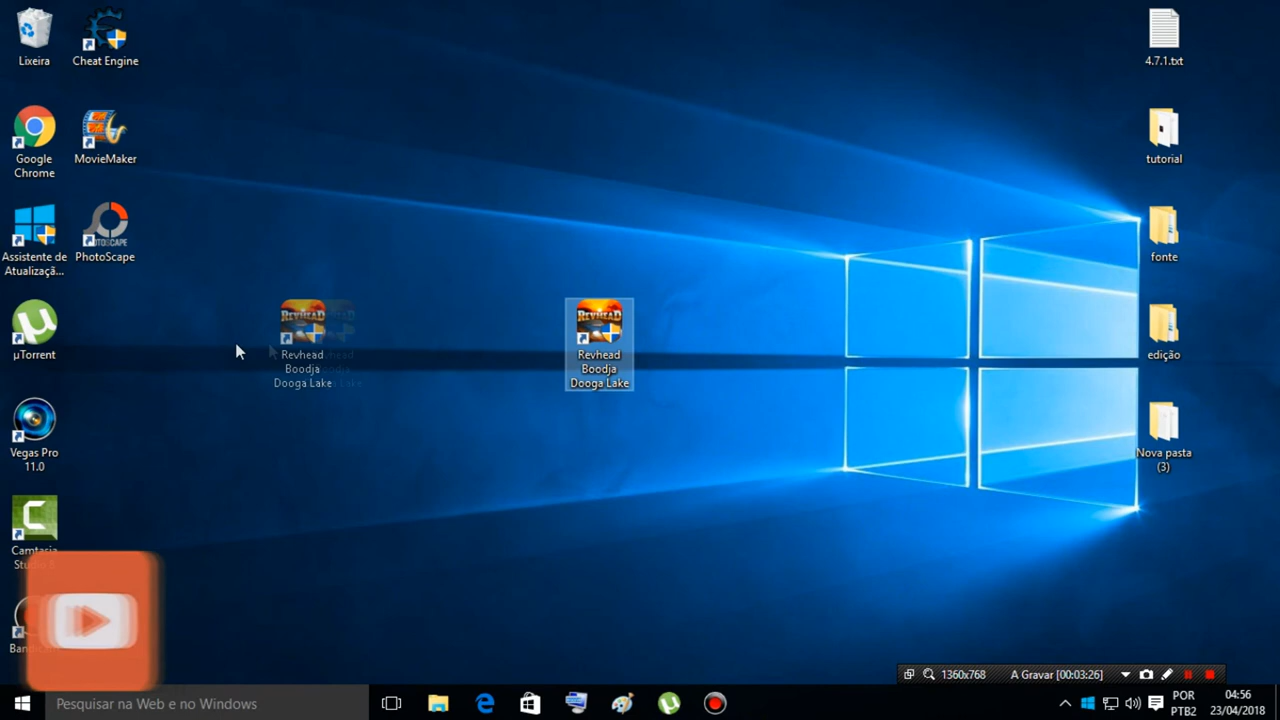 Lixeira
Cheat Engine
Google
Chrome
MovieMaker
Assistente de
Atualizaçã...
PhotoScape
µTorrent
Vegas Pro
11.0
Camtasia
Studio 8
REVHEAD
Revhead
Boodja
Dooga Lake
REVHEAD
Revhead
Boodja
Dooga Lake
4.7.1.txt
tutorial
fonte
edição
Nova pasta
(3)
1360x768 A Gravar [00:03:26]
Pesquisar na Web e no Windows
POR
PTB2
04:56
23/04/2018